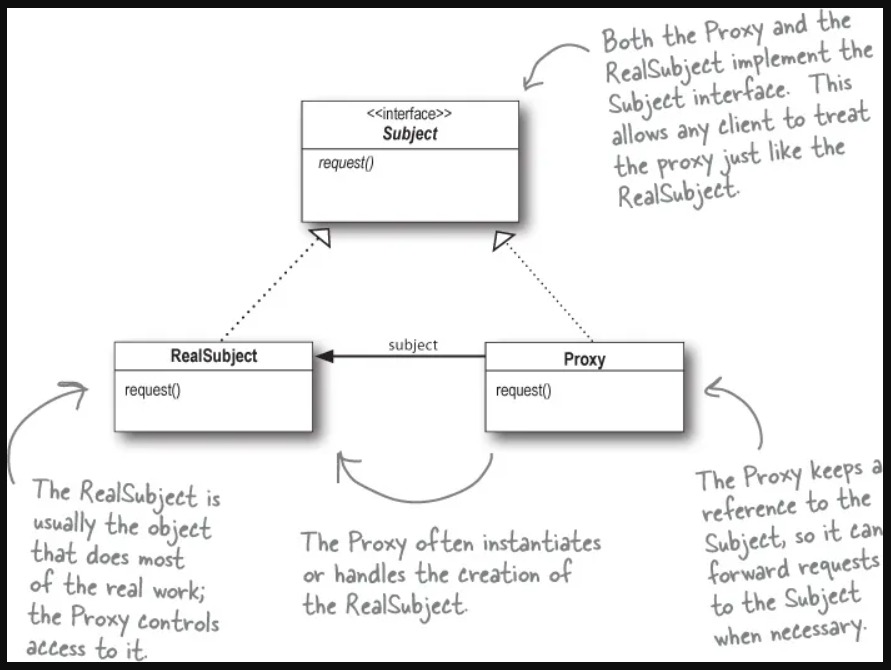 Both the Proxy and the
RealSubject implement the
Subject interface. This
allows any client to treat
the proxy just like the
RealSubject.
<<interface>>
Subject
request()
RealSubject
request()
subject
Proxy
request()
The RealSubject is
usually the object
that does most
of the real work;
the Proxy controls
access to it.
The Proxy often instantiates
or handles the creation of
the RealSubject.
The Proxy keeps a
reference to the
Subject, so it can
forward requests
to the Subject
when necessary.